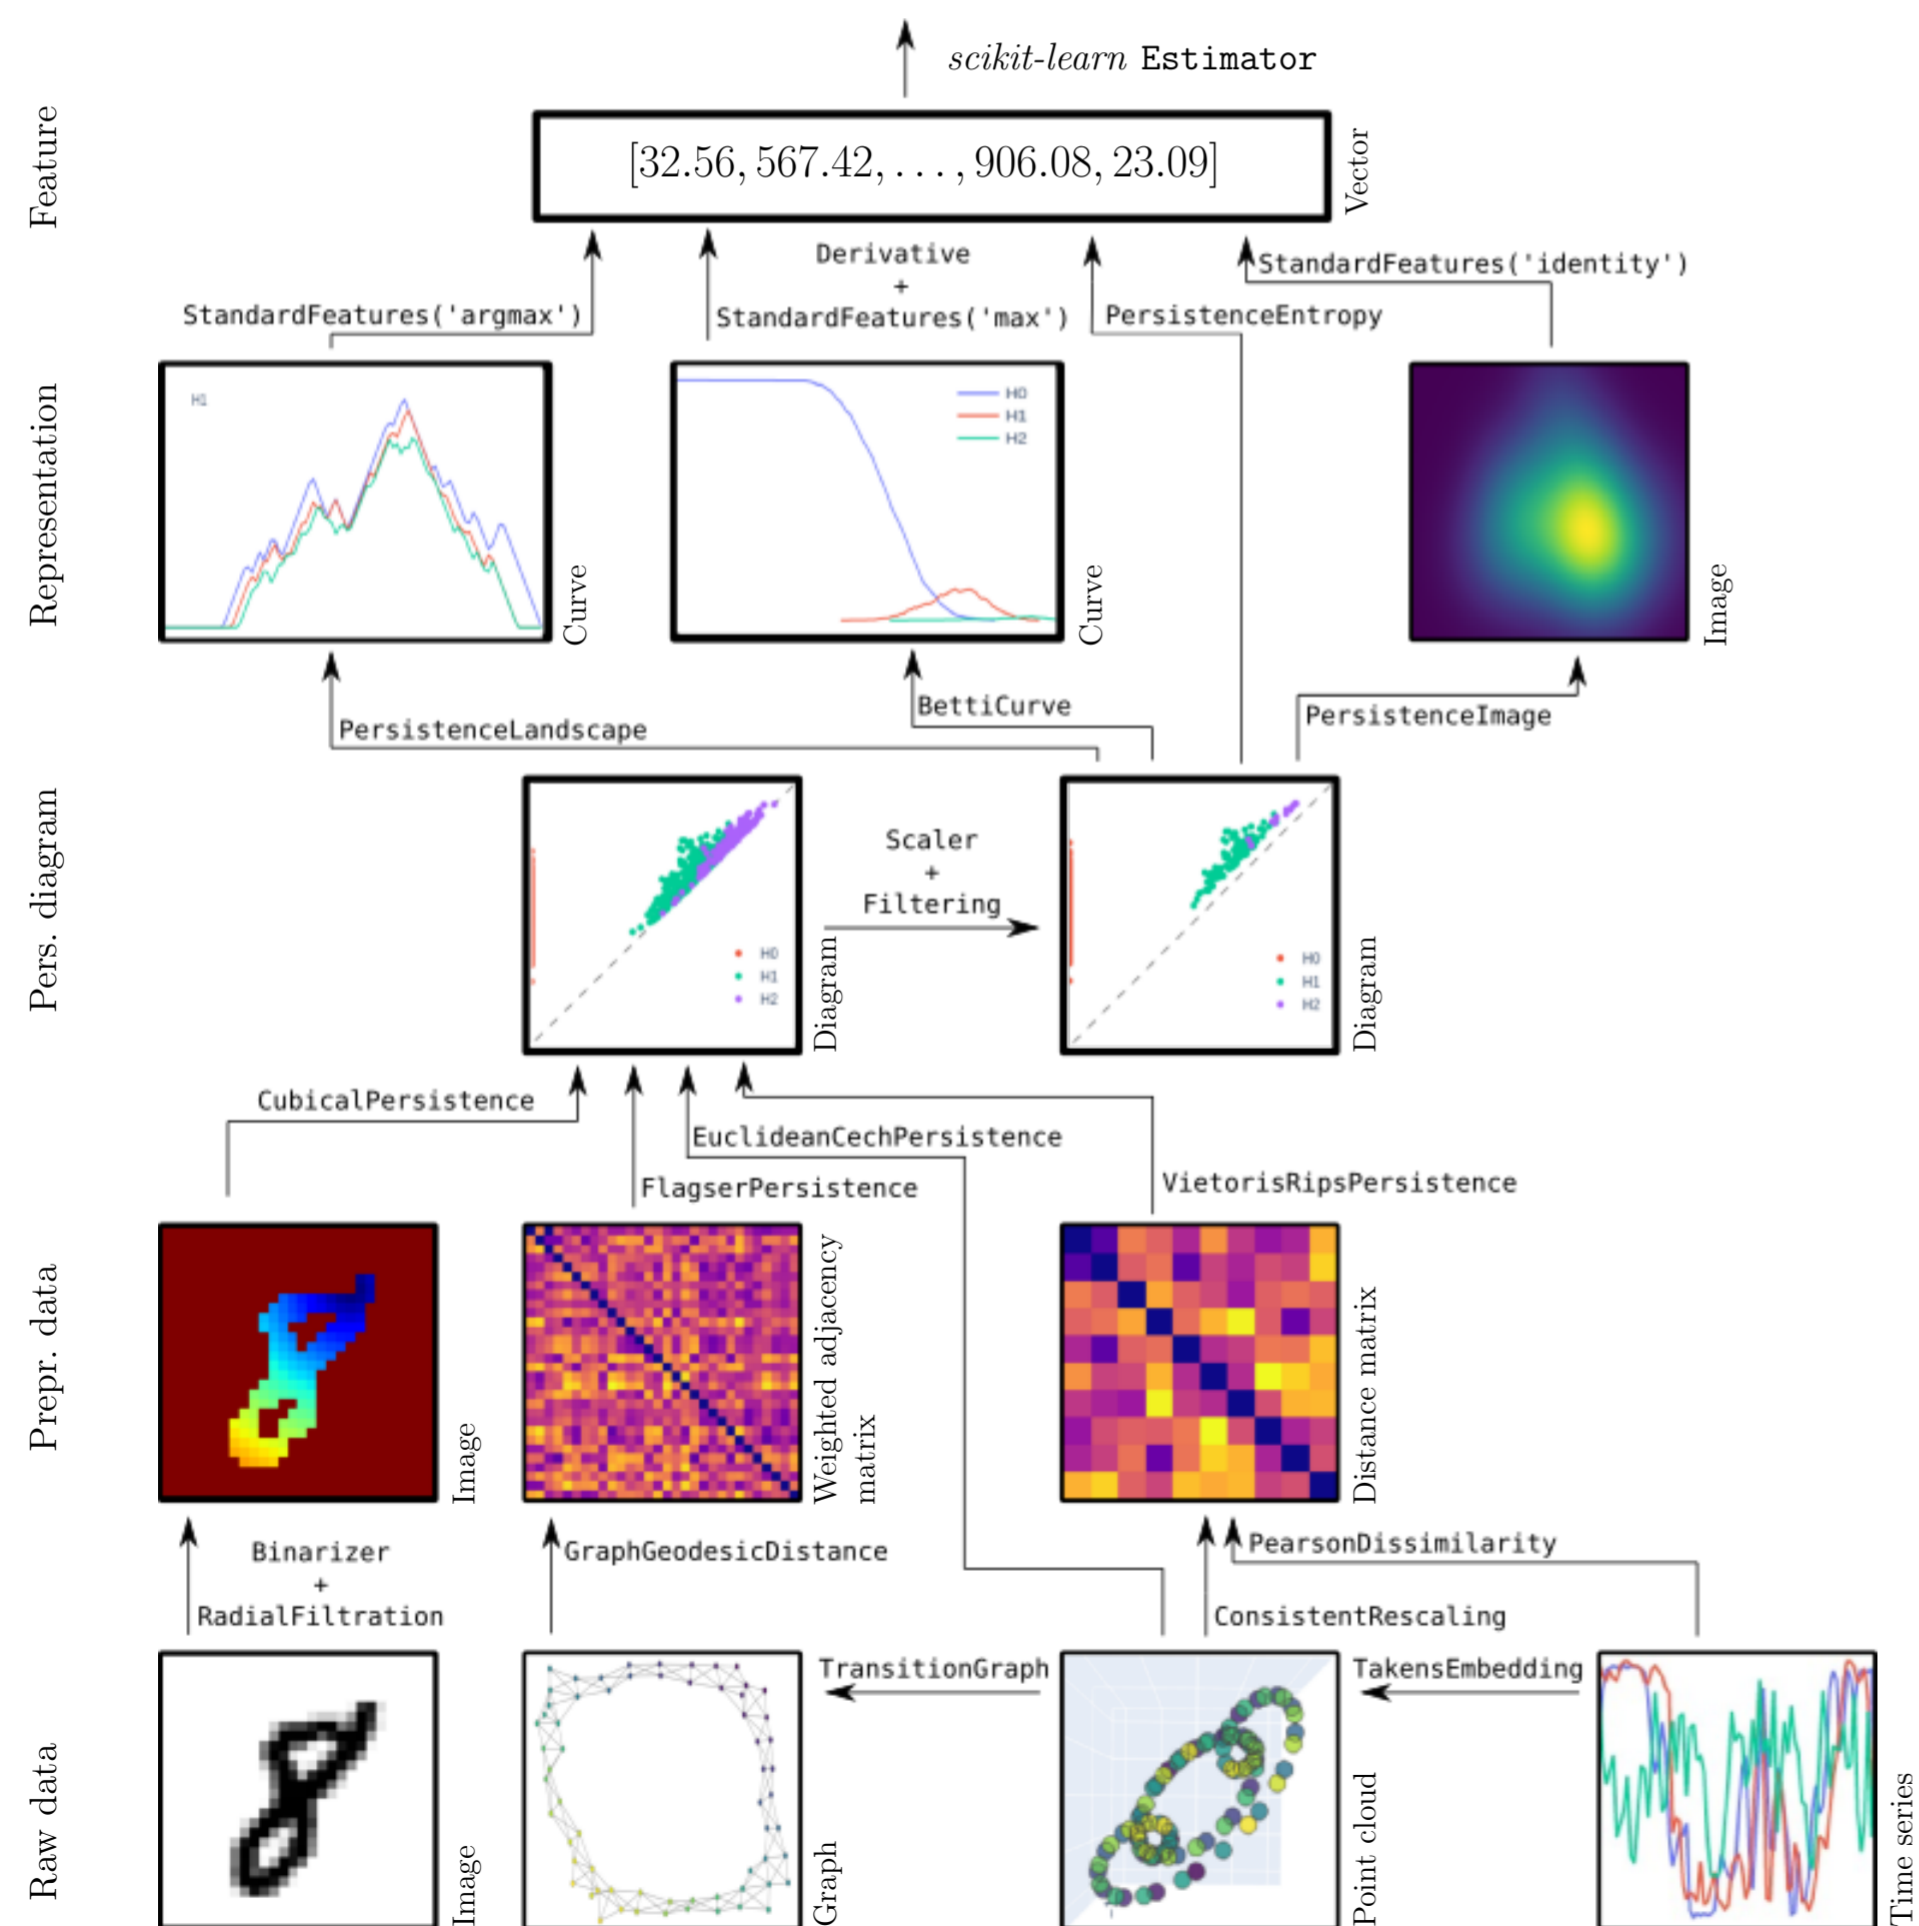 scikit-learn Estimator
Feature
[32.56, 567.42, . . . , 906.08, 23.09]
Vector
StandardFeatures('argmax')
Derivative
+
StandardFeatures('max')
PersistenceEntropy
StandardFeatures('identity')
Representation
H1
Curve
H0
H1
H2
Curve
Image
PersistenceLandscape
BettiCurve
PersistenceImage
Pers. diagram
H0
H1
H2
Diagram
Scaler
+
Filtering
H0
H1
H2
Diagram
CubicalPersistence
FlagserPersistence
EuclideanCechPersistence
VietorisRipsPersistence
Prepr. data
Image
Weighted adjacency
matrix
Distance matrix
Binarizer
+
RadialFiltration
GraphGeodesicDistance
ConsistentRescaling
PearsonDissimilarity
Raw data
Image
Graph
TransitionGraph
Point cloud
TakensEmbedding
Time series